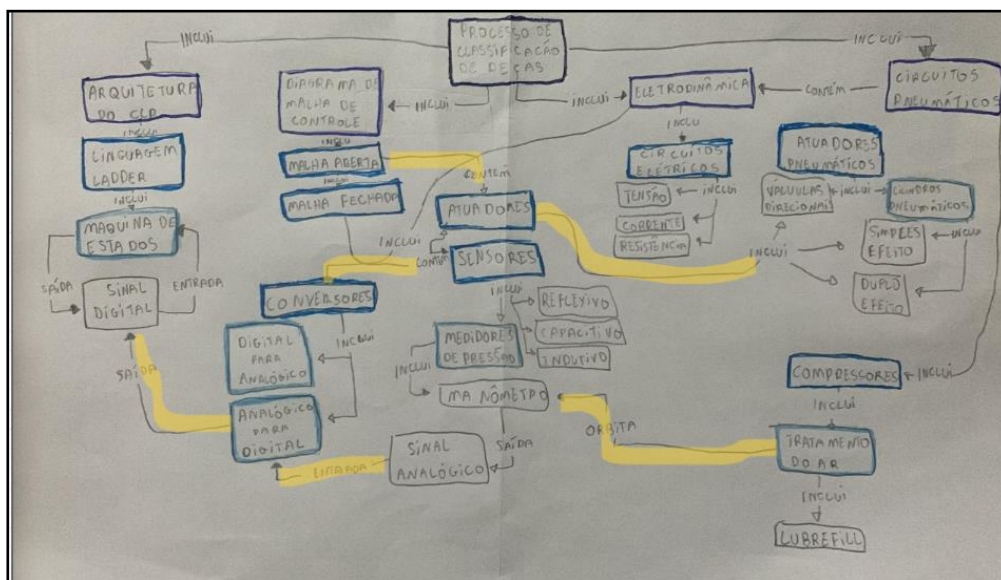 PROCESSO DE
CLASSIFICAÇÃO
DE PEÇAS
INCLUI
INCLUI
ARQUITETURA
DO CLP
DIAGRAMA DE
MALHA DE
CONTROLE
INCLUI
INCLUI
ELETRODINÂMICA
CONTÉM
CIRCUITOS
PNEUMÁTICOS
INCLUI
LINGUAGEM
LADDER
INCLUI
MALHA ABERTA
INCLUI
MALHA FECHADA
CONTÉM
INCLUI
CIRCUITOS
ELÉTRICOS
TENSÃO
INCLUI
CORRENTE
RESISTÊNCIA
ATUADORES
PNEUMÁTICOS
VÁLVULAS
DIRECIONAIS
INCLUI
CILINDROS
PNEUMÁTICOS
INCLUI
MAQUINA DE
ESTADOS
ATUADORES
INCLUI
CONTÉM
SENSORES
INCLUI
SIMPLES
EFEITO
INCLUI
DUPLO
EFEITO
SAÍDA
SINAL
DIGITAL
ENTRADA
CONVERSORES
INCLUI
REFLEXIVO
CAPACITIVO
INDUTIVO
DIGITAL
PARA
ANALÓGICO
INCLUI
MEDIDORES
DE PRESSÃO
INCLUI
MANÔMETRO
COMPRESSORES
INCLUI
INCLUI
SAÍDA
ANALÓGICO
PARA
DIGITAL
ORBITA
TRATAMENTO
DO AR
SAÍDA
SINAL
ANALÓGICO
ENTRADA
INCLUI
LUBREFILL